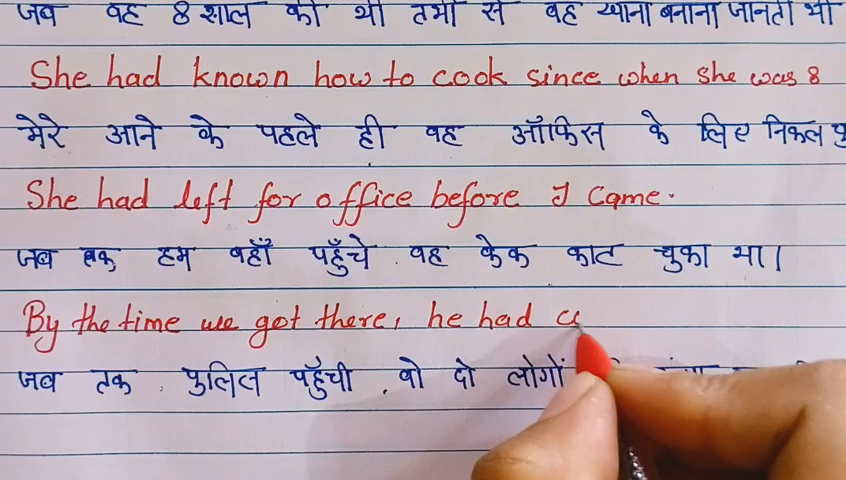 जब वह 8 शाल की थी तभी से वह खाना बनाना जानती थी
She had known how to cook since when she was 8
मेरे आने के पहले ही वह ऑफिस के लिए निकल
She had left for office before I came.
जब तक हम वहाँ पहुँचे वह केक काट चुका था।
By the time we got there, he had cu
जब तक पुलिस पहुँची वो दो लोगों